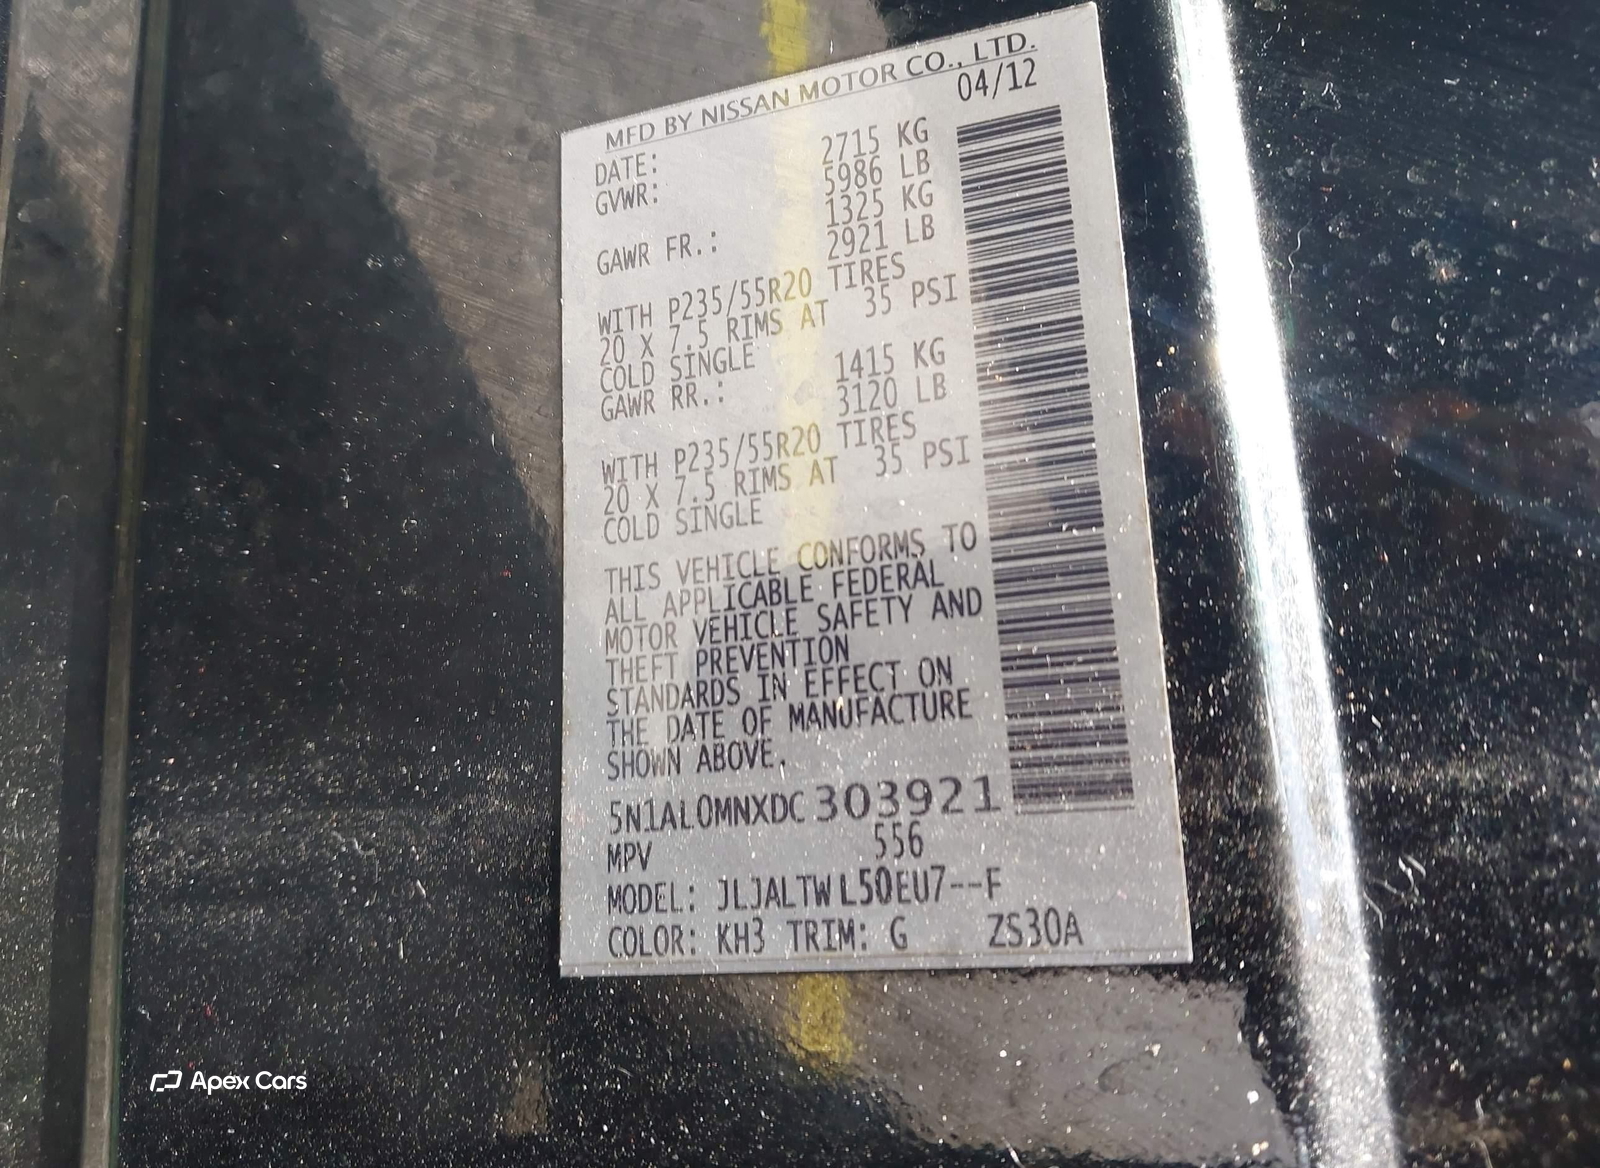 MFD BY NISSAN MOTOR CO., LTD.
DATE: 04/12
GVWR: 2715 KG
5986 LB
GAWR FR.: 1325 KG
2921 LB
WITH P235/55R20 TIRES
20 X 7.5 RIMS AT 35 PSI
COLD SINGLE
GAWR RR.: 1415 KG
3120 LB
WITH P235/55R20 TIRES
20 X 7.5 RIMS AT 35 PSI
COLD SINGLE
THIS VEHICLE CONFORMS TO
ALL APPLICABLE FEDERAL
MOTOR VEHICLE SAFETY AND
THEFT PREVENTION
STANDARDS IN EFFECT ON
THE DATE OF MANUFACTURE
SHOWN ABOVE.
5N1AL0MNXDC303921
MPV 556
MODEL: JLJALTWL50EU7--F
COLOR: KH3 TRIM: G ZS30A
Apex Cars